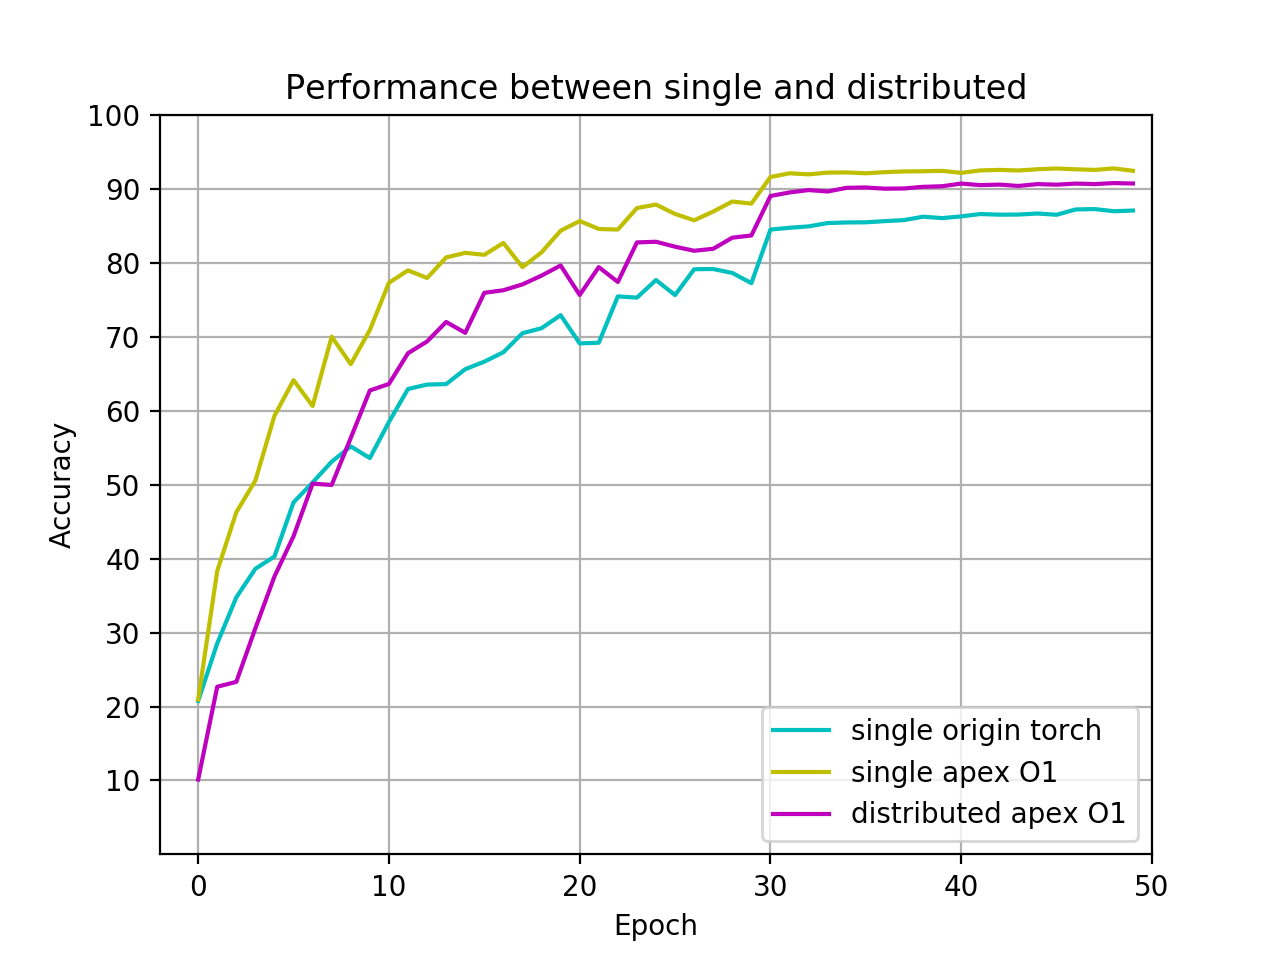 Performance between single and distributed
100
90
80
70
60
50
40
30
20
10
Accuracy
0 10 20 30 40 50
Epoch
single origin torch
single apex O1
distributed apex O1